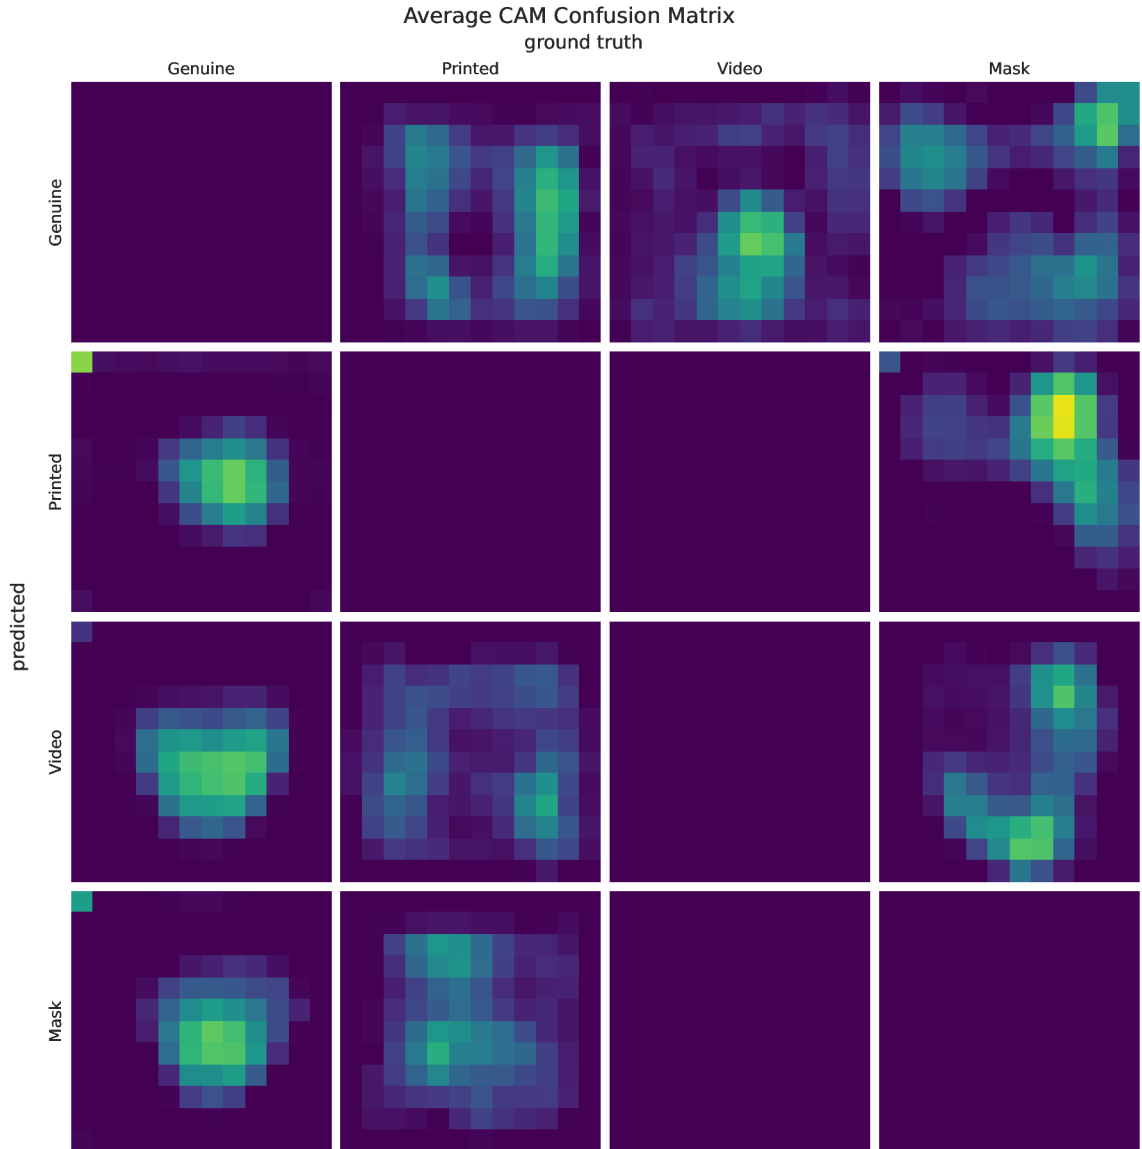 Average CAM Confusion Matrix
ground truth
Genuine
Printed
Video
Mask
predicted
Genuine
Printed
Video
Mask